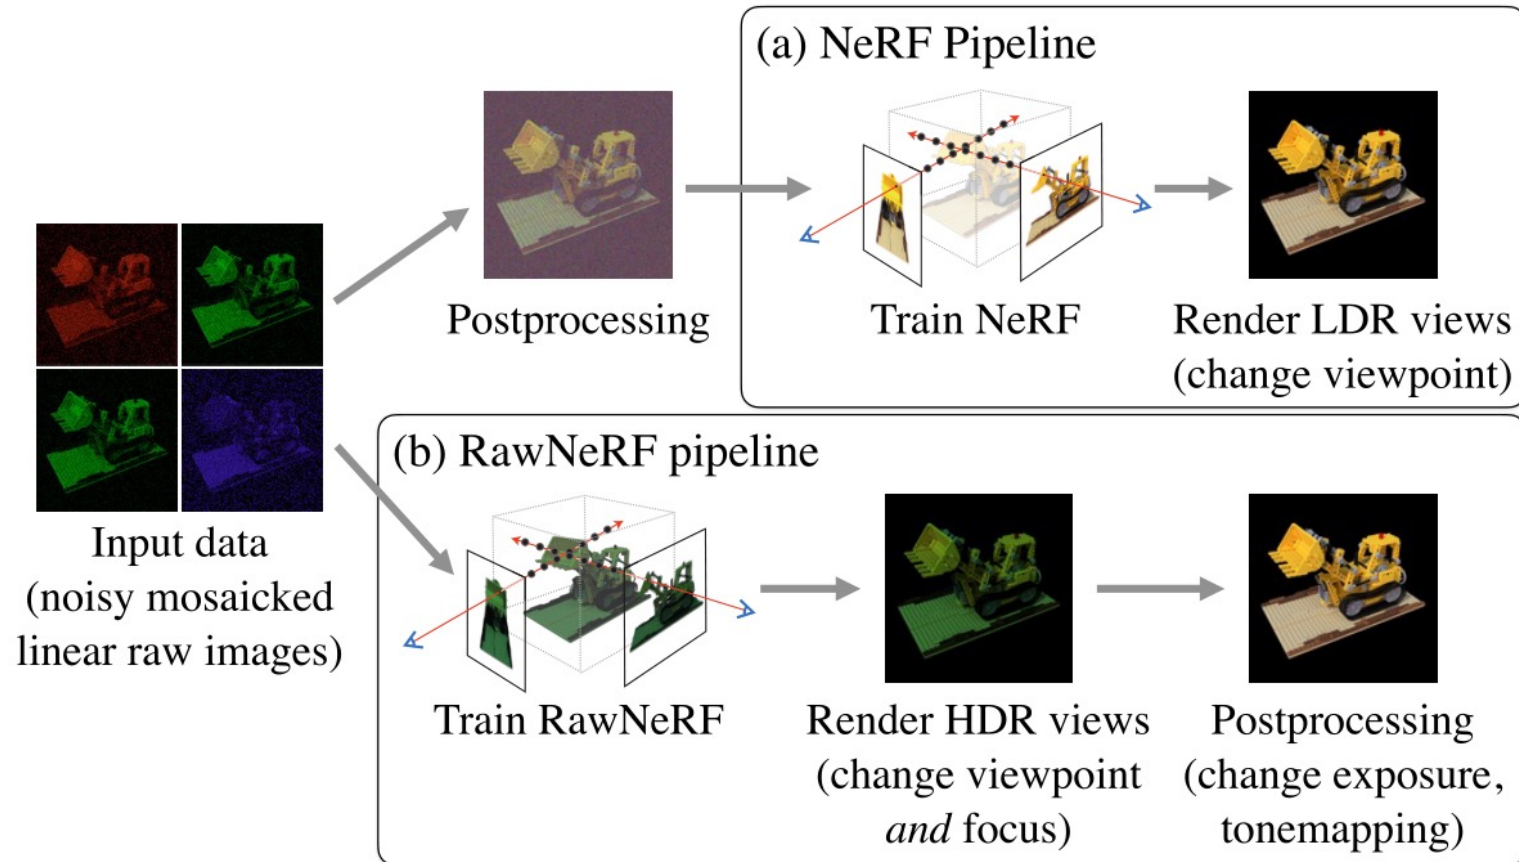 (a) NeRF Pipeline
Postprocessing
Train NeRF
Render LDR views
(change viewpoint)
Input data
(noisy mosaicked
linear raw images)
(b) RawNeRF pipeline
Train RawNeRF
Render HDR views
(change viewpoint
and focus)
Postprocessing
(change exposure,
tonemapping)